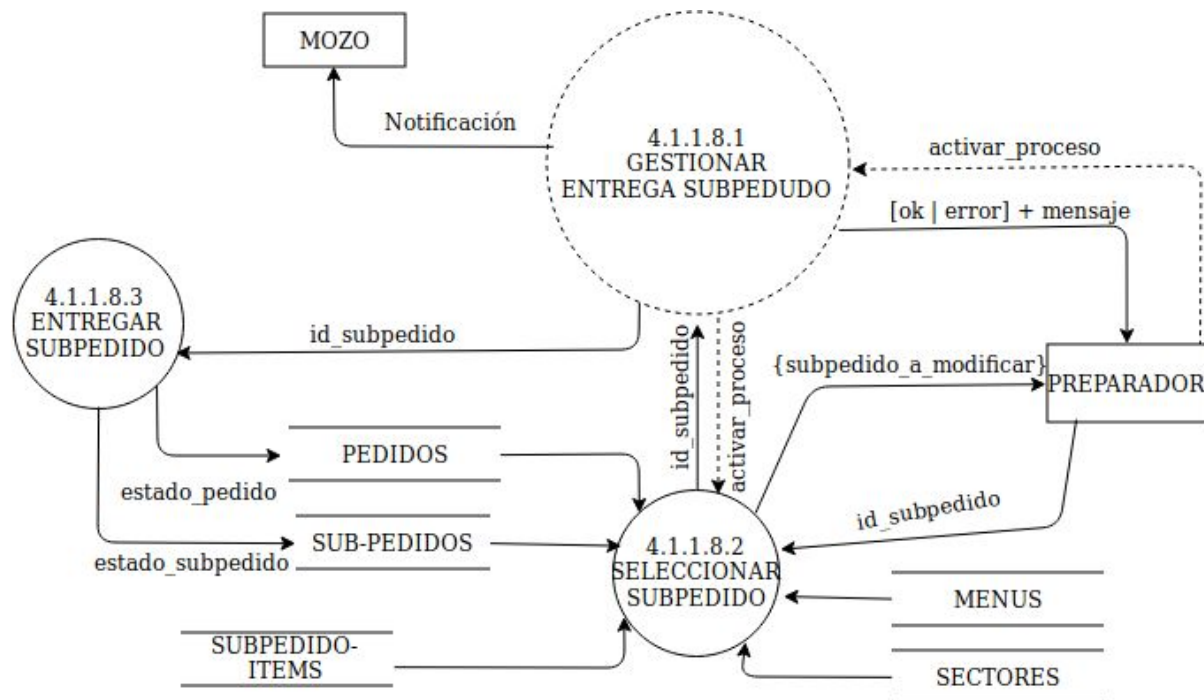 MOZO
Notificación
4.1.1.8.1
GESTIONAR
ENTREGA SUBPEDUDO
activar_proceso
[ok | error] + mensaje
4.1.1.8.3
ENTREGAR
SUBPEDIDO
id_subpedido
id_subpedido
activar_proceso
{subpedido_a_modificar}
PREPARADOR
PEDIDOS
estado_pedido
id_subpedido
SUB-PEDIDOS
estado_subpedido
4.1.1.8.2
SELECCIONAR
SUBPEDIDO
MENUS
SUBPEDIDO-
ITEMS
SECTORES